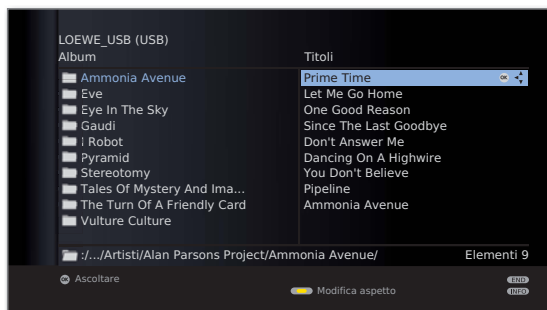 LOEWE_USB (USB)
Album
Titoli
Ammonia Avenue
Eve
Eye In The Sky
Gaudi
I Robot
Pyramid
Stereotomy
Tales Of Mystery And Ima...
The Turn Of A Friendly Card
Vulture Culture
Prime Time OK
Let Me Go Home
One Good Reason
Since The Last Goodbye
Don't Answer Me
Dancing On A Highwire
You Don't Believe
Pipeline
Ammonia Avenue
:/.../Artisti/Alan Parsons Project/Ammonia Avenue/ Elementi 9
OK Ascoltare
Modifica aspetto
END
INFO